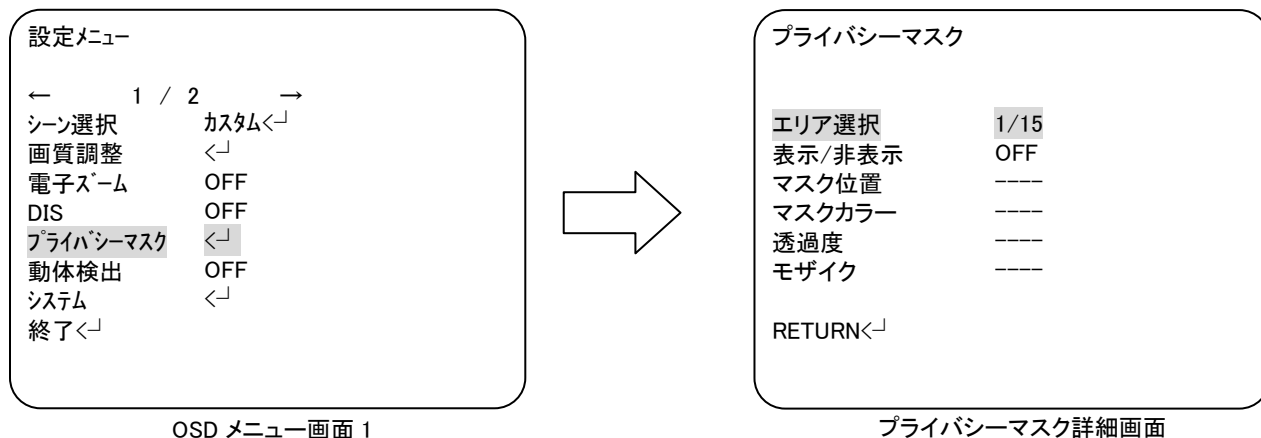 設定ﾒﾆｭｰ
← 1 / 2 →
ｼｰﾝ選択 ｶｽﾀﾑ<┘
画質調整 <┘
電子ｽﾞｰﾑ OFF
DIS OFF
ﾌﾟﾗｲﾊﾞｼｰﾏｽｸ <┘
動体検出 OFF
ｼｽﾃﾑ <┘
終了<┘
OSD メニュー画面 1
プライバシーマスク
エリア選択 1/15
表示/非表示 OFF
マスク位置 ----
マスクカラー ----
透過度 ----
モザイク ----
RETURN<┘
プライバシーマスク詳細画面